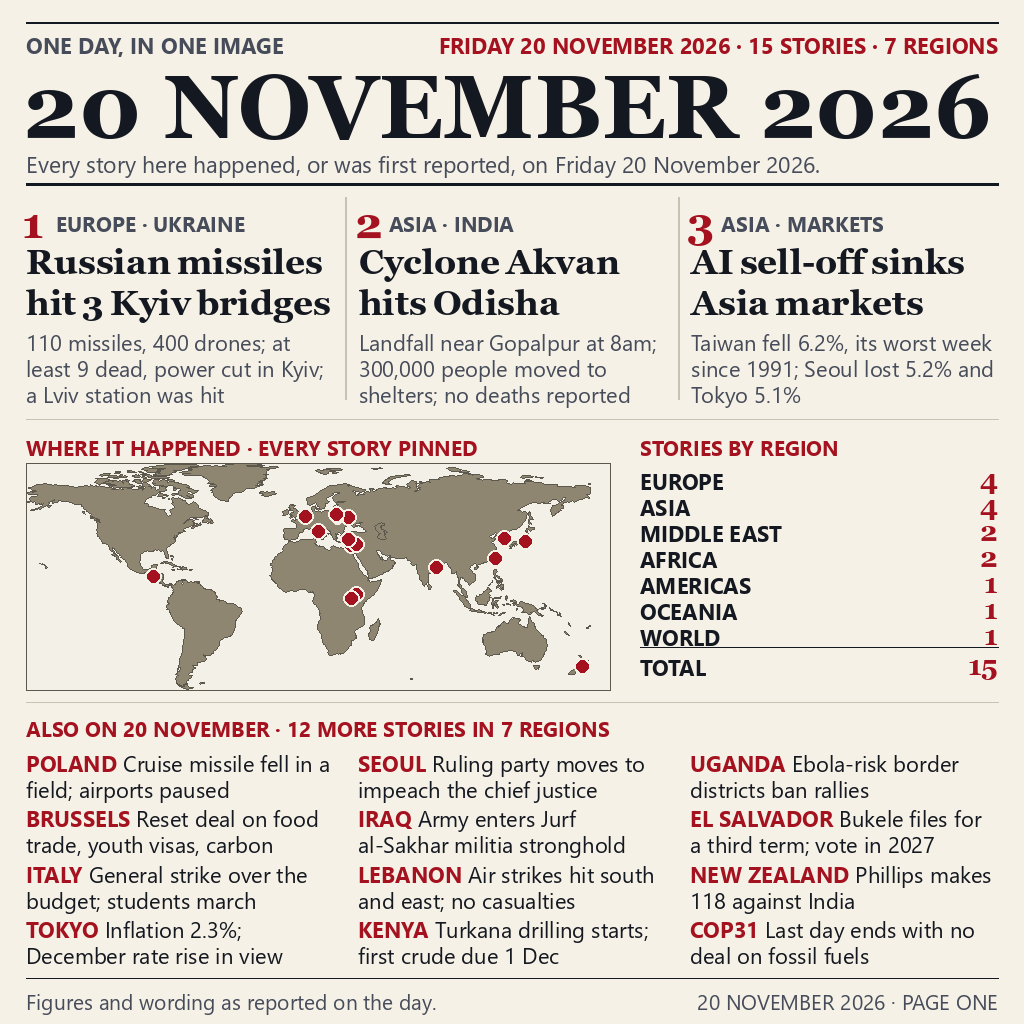 ONE DAY, IN ONE IMAGE
FRIDAY 20 NOVEMBER 2026 · 15 STORIES · 7 REGIONS
20 NOVEMBER 2026
Every story here happened, or was first reported, on Friday 20 November 2026.
1 EUROPE · UKRAINE
Russian missiles
hit 3 Kyiv bridges
110 missiles, 400 drones; at
least 9 dead, power cut in Kyiv;
a Lviv station was hit
2 ASIA · INDIA
Cyclone Akvan
hits Odisha
Landfall near Gopalpur at 8am;
300,000 people moved to
shelters; no deaths reported
3 ASIA · MARKETS
AI sell-off sinks
Asia markets
Taiwan fell 6.2%, its worst week
since 1991; Seoul lost 5.2% and
Tokyo 5.1%
WHERE IT HAPPENED · EVERY STORY PINNED
STORIES BY REGION
EUROPE 4
ASIA 4
MIDDLE EAST 2
AFRICA 2
AMERICAS 1
OCEANIA 1
WORLD 1
TOTAL 15
ALSO ON 20 NOVEMBER · 12 MORE STORIES IN 7 REGIONS
POLAND Cruise missile fell in a
field; airports paused
BRUSSELS Reset deal on food
trade, youth visas, carbon
ITALY General strike over the
budget; students march
TOKYO Inflation 2.3%;
December rate rise in view
SEOUL Ruling party moves to
impeach the chief justice
IRAQ Army enters Jurf
al-Sakhar militia stronghold
LEBANON Air strikes hit south
and east; no casualties
KENYA Turkana drilling starts;
first crude due 1 Dec
UGANDA Ebola-risk border
districts ban rallies
EL SALVADOR Bukele files for
a third term; vote in 2027
NEW ZEALAND Phillips makes
118 against India
COP31 Last day ends with no
deal on fossil fuels
Figures and wording as reported on the day.
20 NOVEMBER 2026 · PAGE ONE